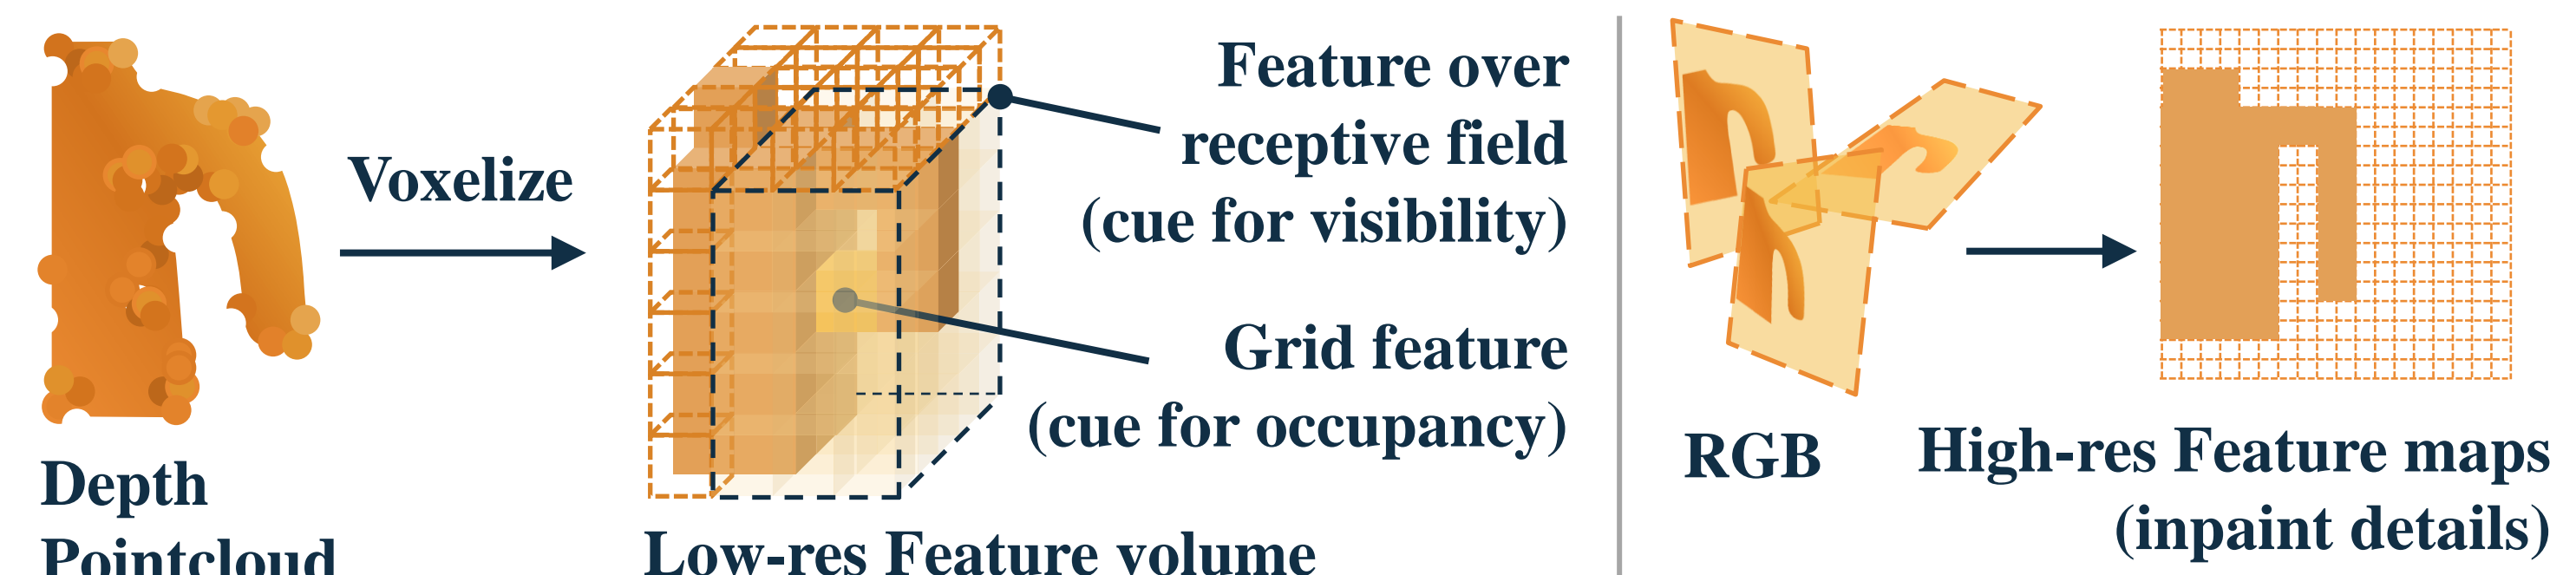 Depth
Pointcloud
Voxelize
Feature over
receptive field
(cue for visibility)
Grid feature
(cue for occupancy)
Low-res Feature volume
RGB
High-res Feature maps
(inpaint details)